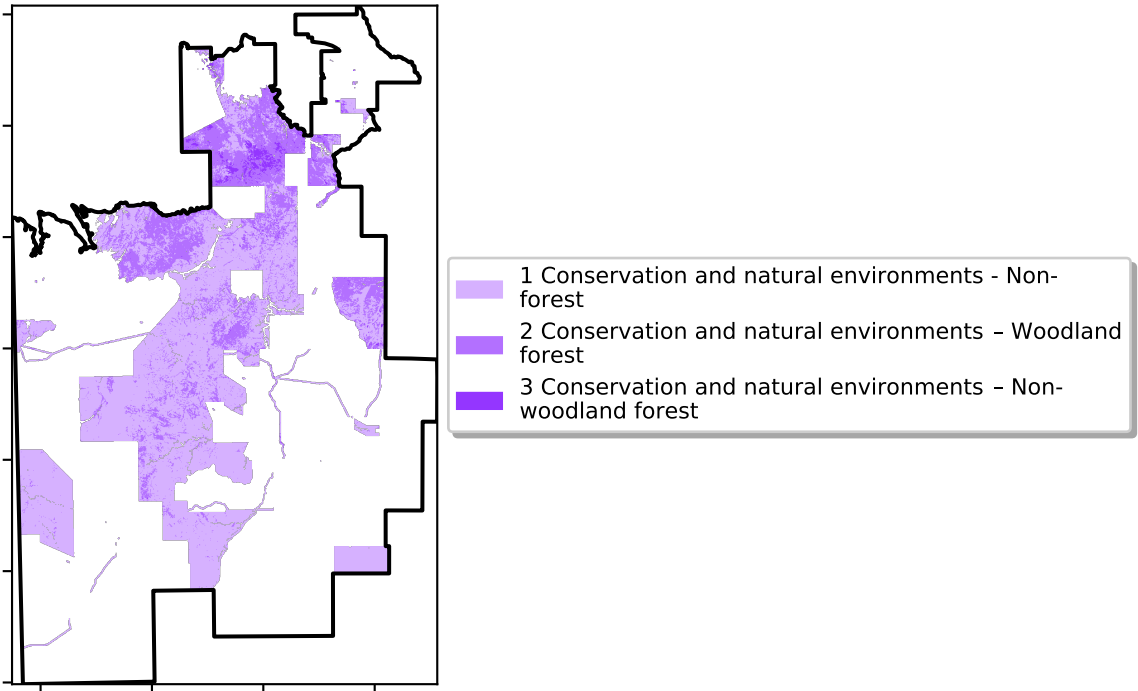 1 Conservation and natural environments - Non-
forest
2 Conservation and natural environments – Woodland
forest
3 Conservation and natural environments – Non-
woodland forest